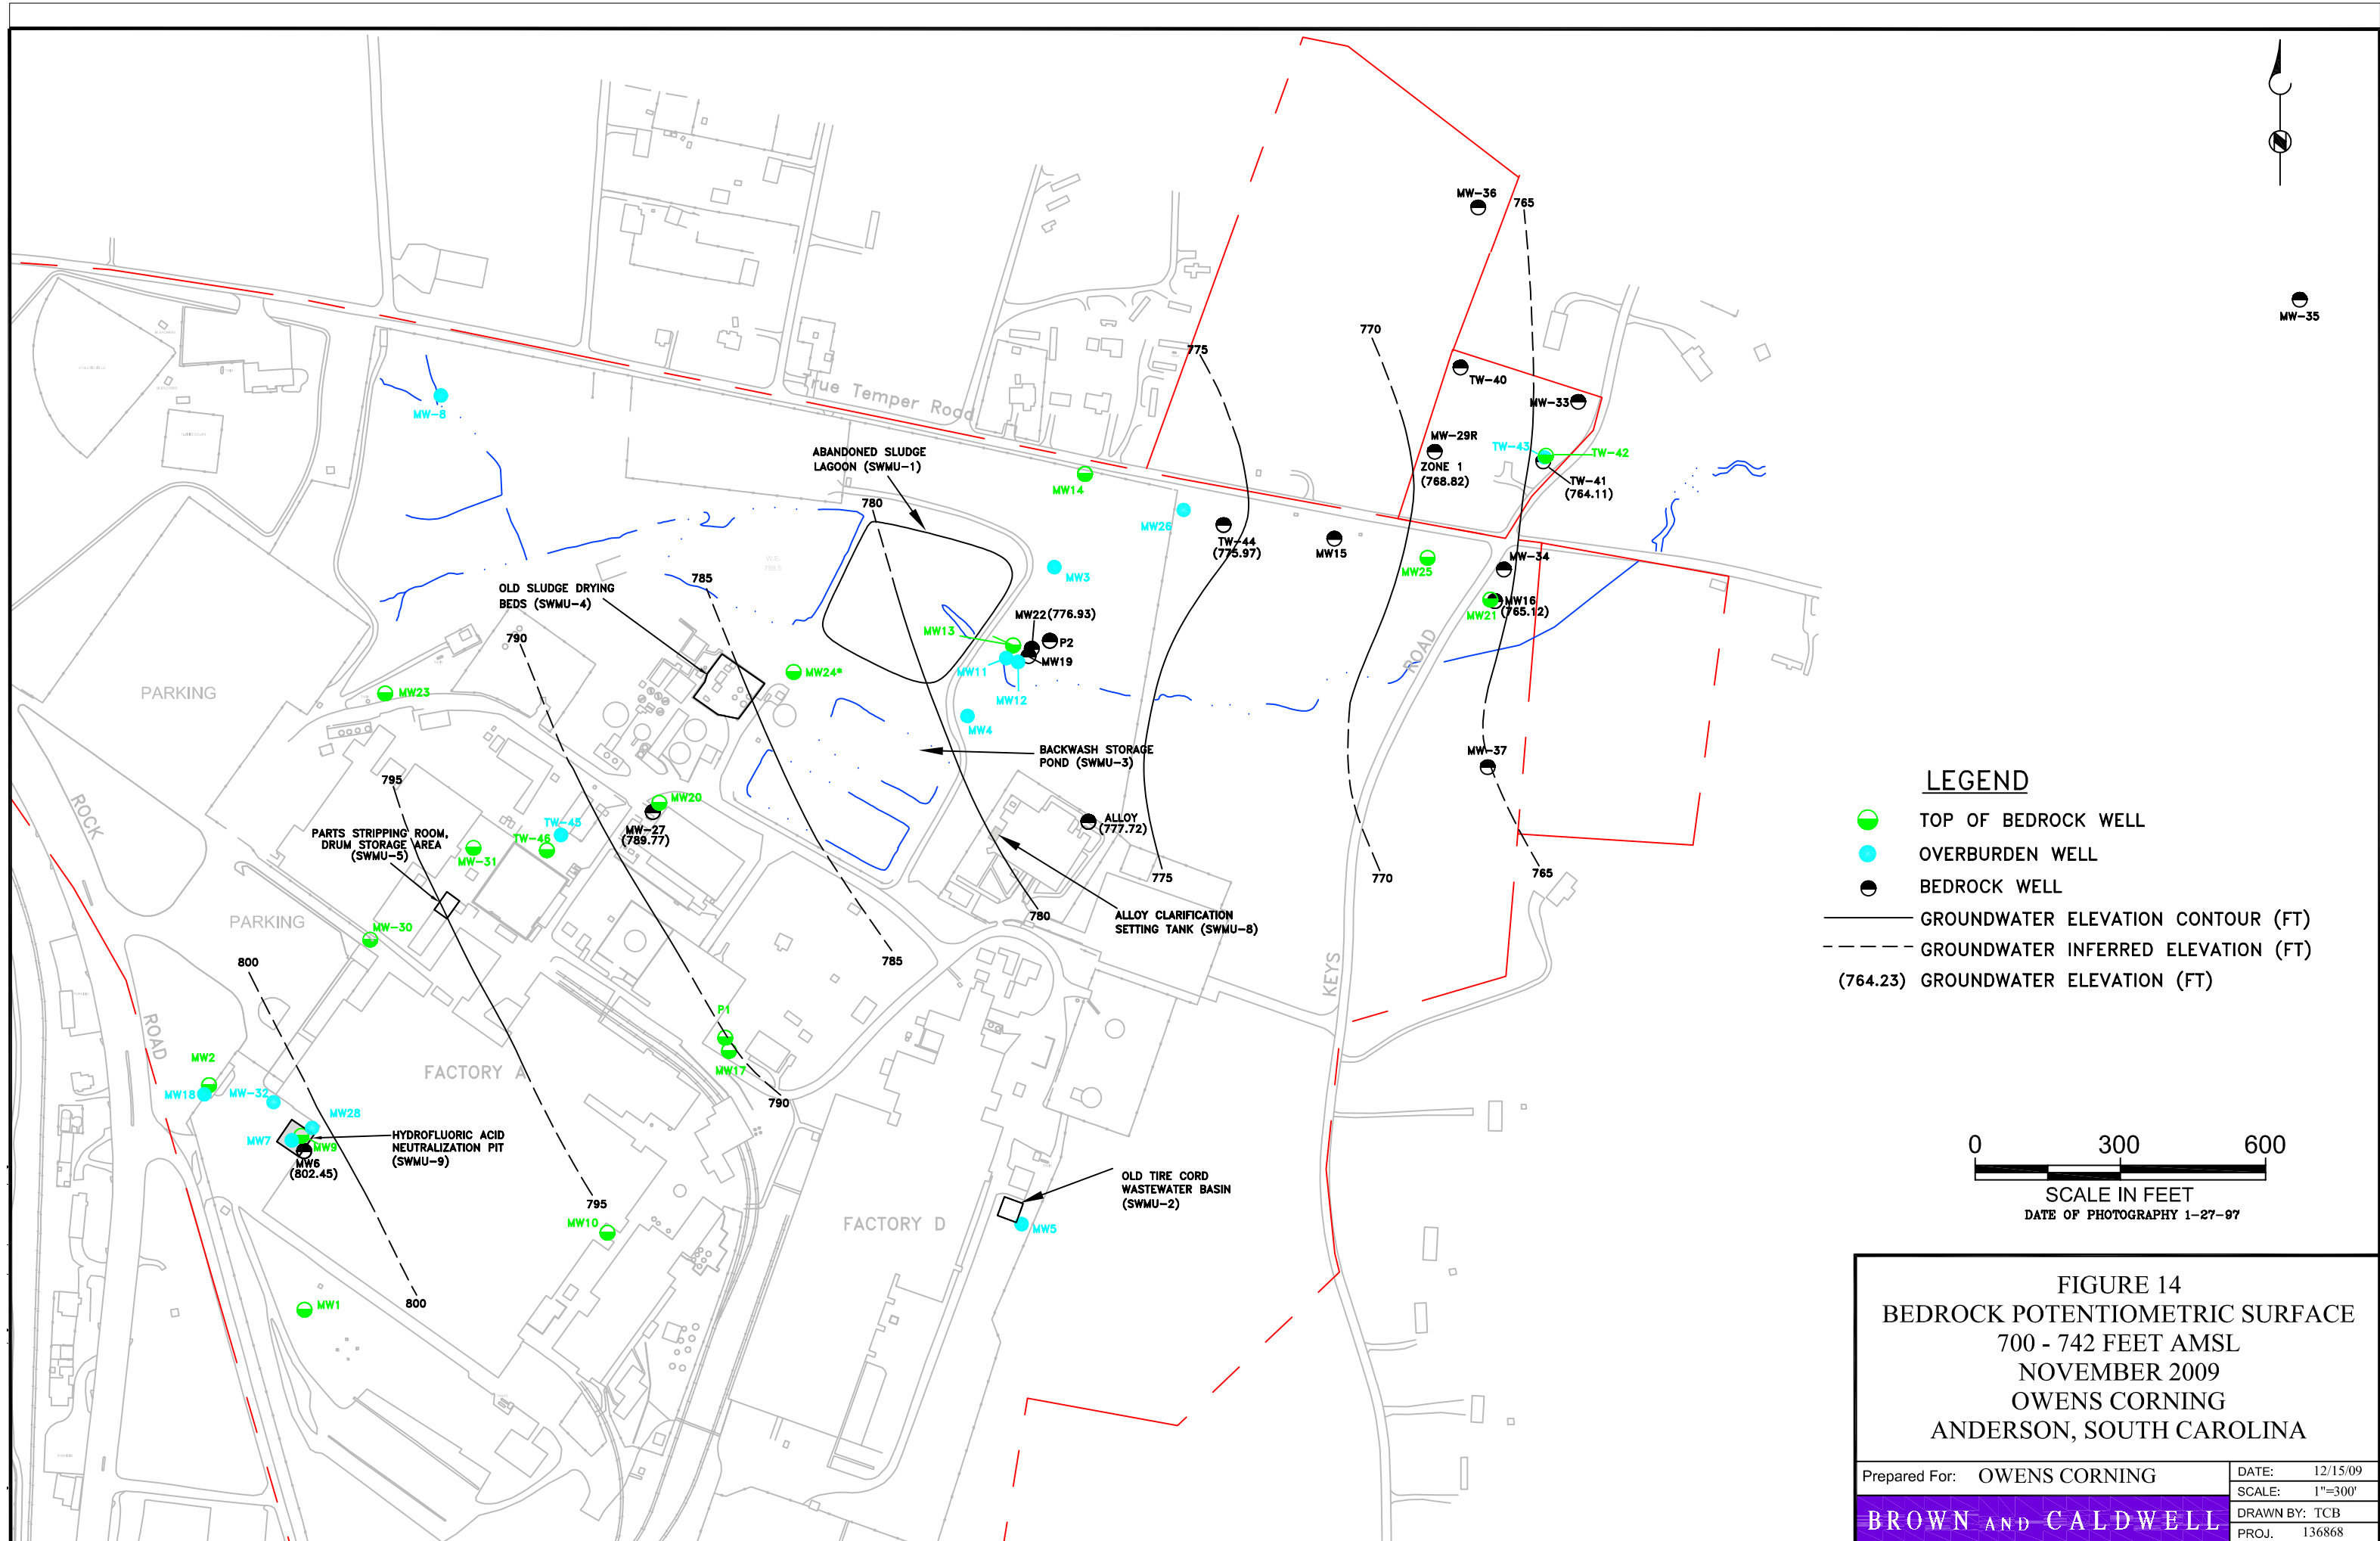 MW-36
765
MW-35
770
775
True Temper Road
TW-40
MW-8
MW-33
MW-29R
ZONE 1
(768.82)
TW-43
TW-42
TW-41
(764.11)
ABANDONED SLUDGE
LAGOON (SWMU-1)
MW14
780
MW26
TW-44
(775.97)
MW15
MW-34
MW25
MW3
785
OLD SLUDGE DRYING
BEDS (SWMU-4)
MW16
(765.12)
MW21
MW22(776.93)
MW13
P2
MW19
790
MW24*
MW11
MW12
MW4
ROAD
PARKING
MW23
BACKWASH STORAGE
POND (SWMU-3)
MW-37
795
ROCK
MW20
MW-27
(789.77)
ALLOY
(777.72)
TW-45
TW-46
MW-31
PARTS STRIPPING ROOM,
DRUM STORAGE AREA
(SWMU-5)
775
770
765
LEGEND
TOP OF BEDROCK WELL
OVERBURDEN WELL
BEDROCK WELL
GROUNDWATER ELEVATION CONTOUR (FT)
GROUNDWATER INFERRED ELEVATION (FT)
(764.23) GROUNDWATER ELEVATION (FT)
PARKING
MW-30
780
ALLOY CLARIFICATION
SETTING TANK (SWMU-8)
800
785
KEYS
ROAD
P1
MW17
790
MW2
MW18
MW-32
FACTORY A
MW28
MW7
MW9
MW6
(802.45)
HYDROFLUORIC ACID
NEUTRALIZATION PIT
(SWMU-9)
795
MW10
FACTORY D
OLD TIRE CORD
WASTEWATER BASIN
(SWMU-2)
MW5
800
MW1
0 300 600
SCALE IN FEET
DATE OF PHOTOGRAPHY 1-27-97
FIGURE 14
BEDROCK POTENTIOMETRIC SURFACE
700 - 742 FEET AMSL
NOVEMBER 2009
OWENS CORNING
ANDERSON, SOUTH CAROLINA
Prepared For: OWENS CORNING
BROWN AND CALDWELL
DATE: 12/15/09
SCALE: 1"=300'
DRAWN BY: TCB
PROJ. 136868